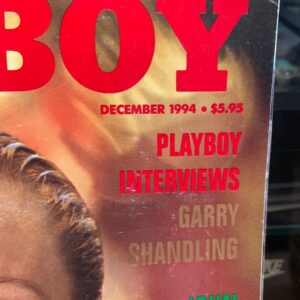 BOY
DECEMBER 1994 • $5.95
PLAYBOY
INTERVIEWS
GARRY
SHANDLING